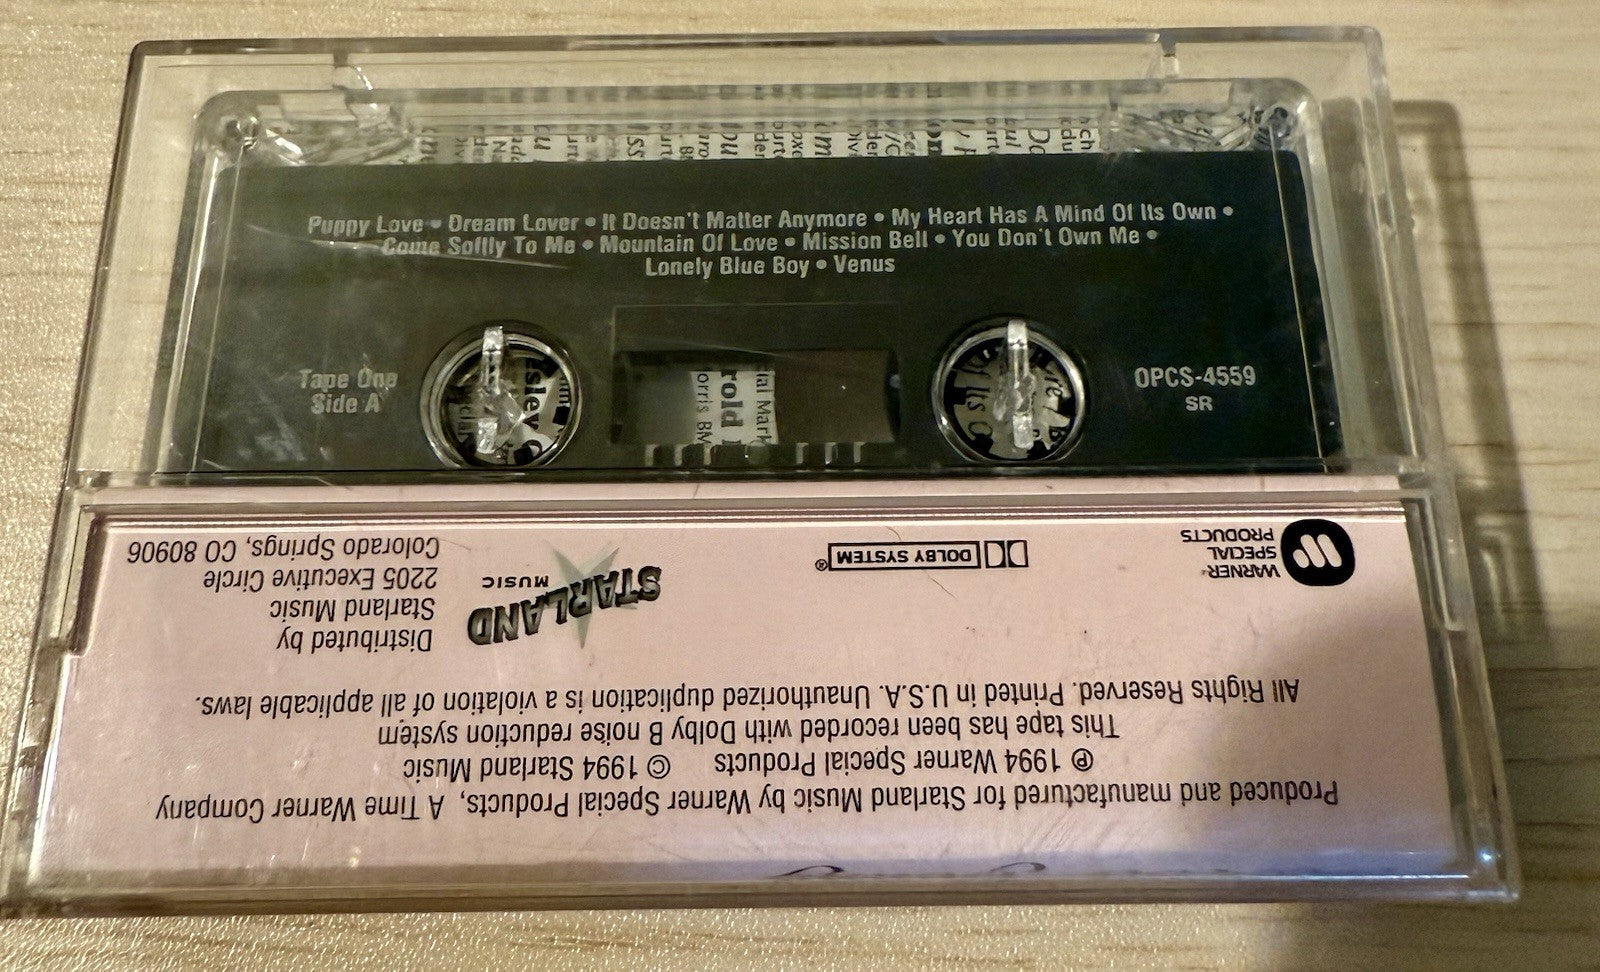 Puppy Love • Dream Lover • It Doesn't Matter Anymore • My Heart Has A Mind Of Its Own •
Come Softly To Me • Mountain Of Love • Mission Bell • You Don't Own Me •
Lonely Blue Boy • Venus
Tape One
Side A
OPCS-4559
SR
rold
orris
Produced and manufactured for Starland Music by Warner Special Products, A Time Warner Company
℗ 1994 Warner Special Products © 1994 Starland Music
This tape has been recorded with Dolby B noise reduction system
All Rights Reserved. Printed in U.S.A. Unauthorized duplication is a violation of all applicable laws.
WARNER
SPECIAL
PRODUCTS
DOLBY SYSTEM®
STARLAND
MUSIC
Distributed by
Starland Music
2205 Executive Circle
Colorado Springs, CO 80906